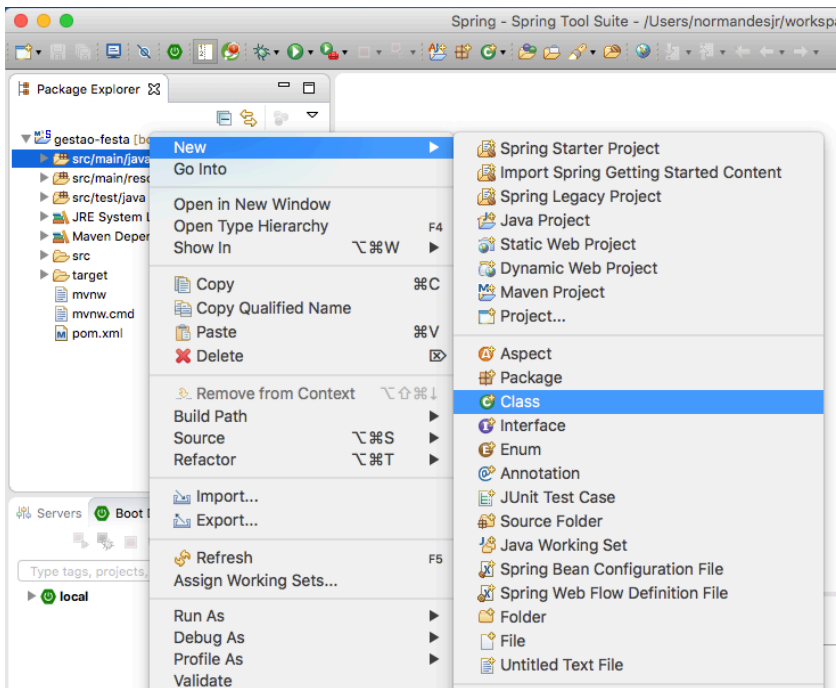 Spring - Spring Tool Suite - /Users/normandesjr/workspa
Package Explorer
gestao-festa [bo
src/main/java
src/main/reso
src/test/java
JRE System L
Maven Deper
src
target
mvnw
mvnw.cmd
pom.xml
Servers Boot
Type tags, projects,
local
New
Go Into
Open in New Window
Open Type Hierarchy F4
Show In ⌥⌘W
Copy ⌘C
Copy Qualified Name
Paste ⌘V
Delete ⌦
Remove from Context ⌥⇧⌘↓
Build Path
Source ⌥⌘S
Refactor ⌥⌘T
Import...
Export...
Refresh F5
Assign Working Sets...
Run As
Debug As
Profile As
Validate
Spring Starter Project
Import Spring Getting Started Content
Spring Legacy Project
Java Project
Static Web Project
Dynamic Web Project
Maven Project
Project...
Aspect
Package
Class
Interface
Enum
Annotation
JUnit Test Case
Source Folder
Java Working Set
Spring Bean Configuration File
Spring Web Flow Definition File
Folder
File
Untitled Text File